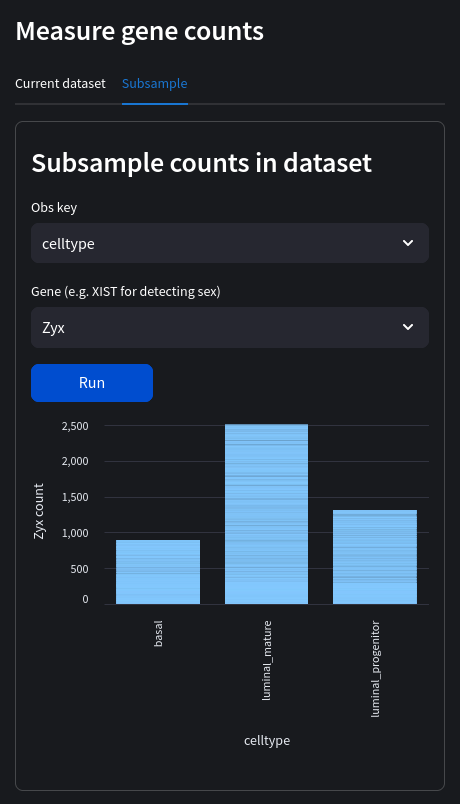 Measure gene counts
Current dataset
Subsample
Subsample counts in dataset
Obs key
celltype
Gene (e.g. XIST for detecting sex)
Zyx
Run
2,500
2,000
1,500
1,000
500
0
Zyx count
basal
luminal_mature
luminal_progenitor
celltype